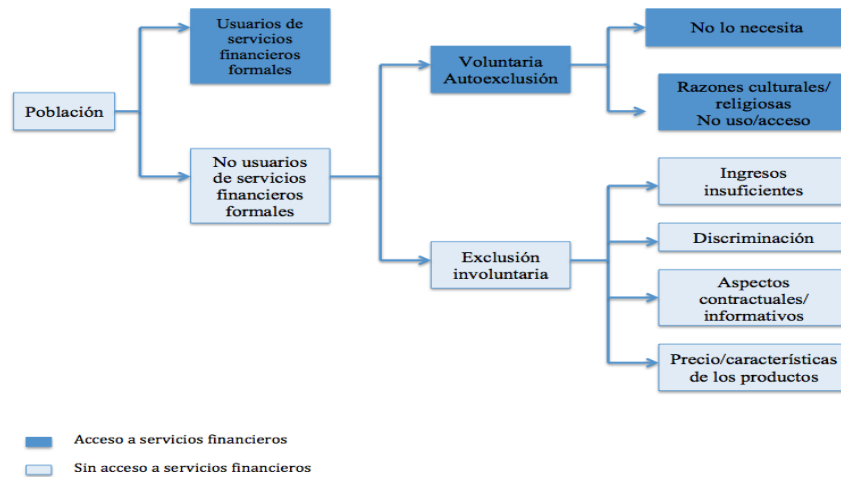 Población
Usuarios de
servicios
financieros
formales
No usuarios
de servicios
financieros
formales
Voluntaria
Autoexclusión
Exclusión
involuntaria
No lo necesita
Razones culturales/
religiosas
No uso/acceso
Ingresos
insuficientes
Discriminación
Aspectos
contractuales/
informativos
Precio/características
de los productos
Acceso a servicios financieros
Sin acceso a servicios financieros